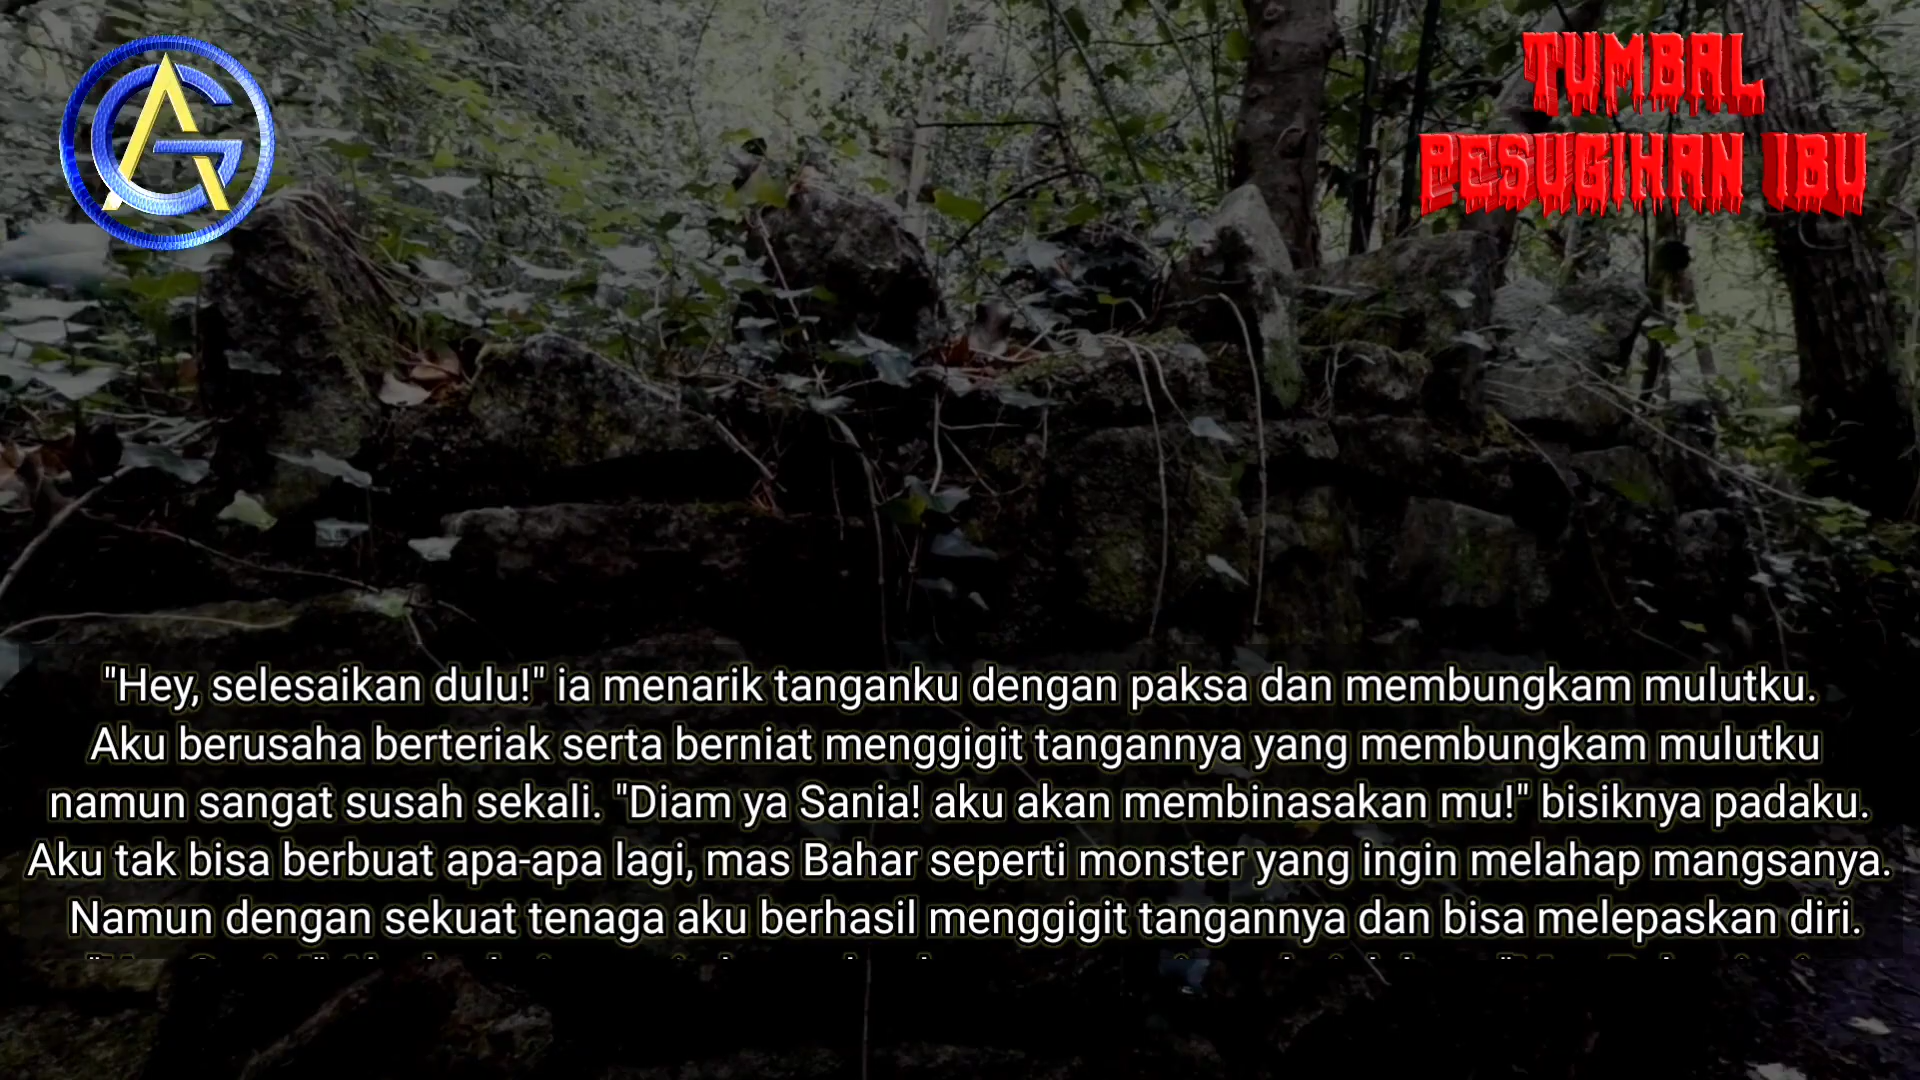 TUMBAL
PESUGIHAN IBU
"Hey, selesaikan dulu!" ia menarik tanganku dengan paksa dan membungkam mulutku.
Aku berusaha berteriak serta berniat menggigit tangannya yang membungkam mulutku
namun sangat susah sekali. "Diam ya Sania! aku akan membinasakan mu!" bisiknya padaku.
Aku tak bisa berbuat apa-apa lagi, mas Bahar seperti monster yang ingin melahap mangsanya.
Namun dengan sekuat tenaga aku berhasil menggigit tangannya dan bisa melepaskan diri.